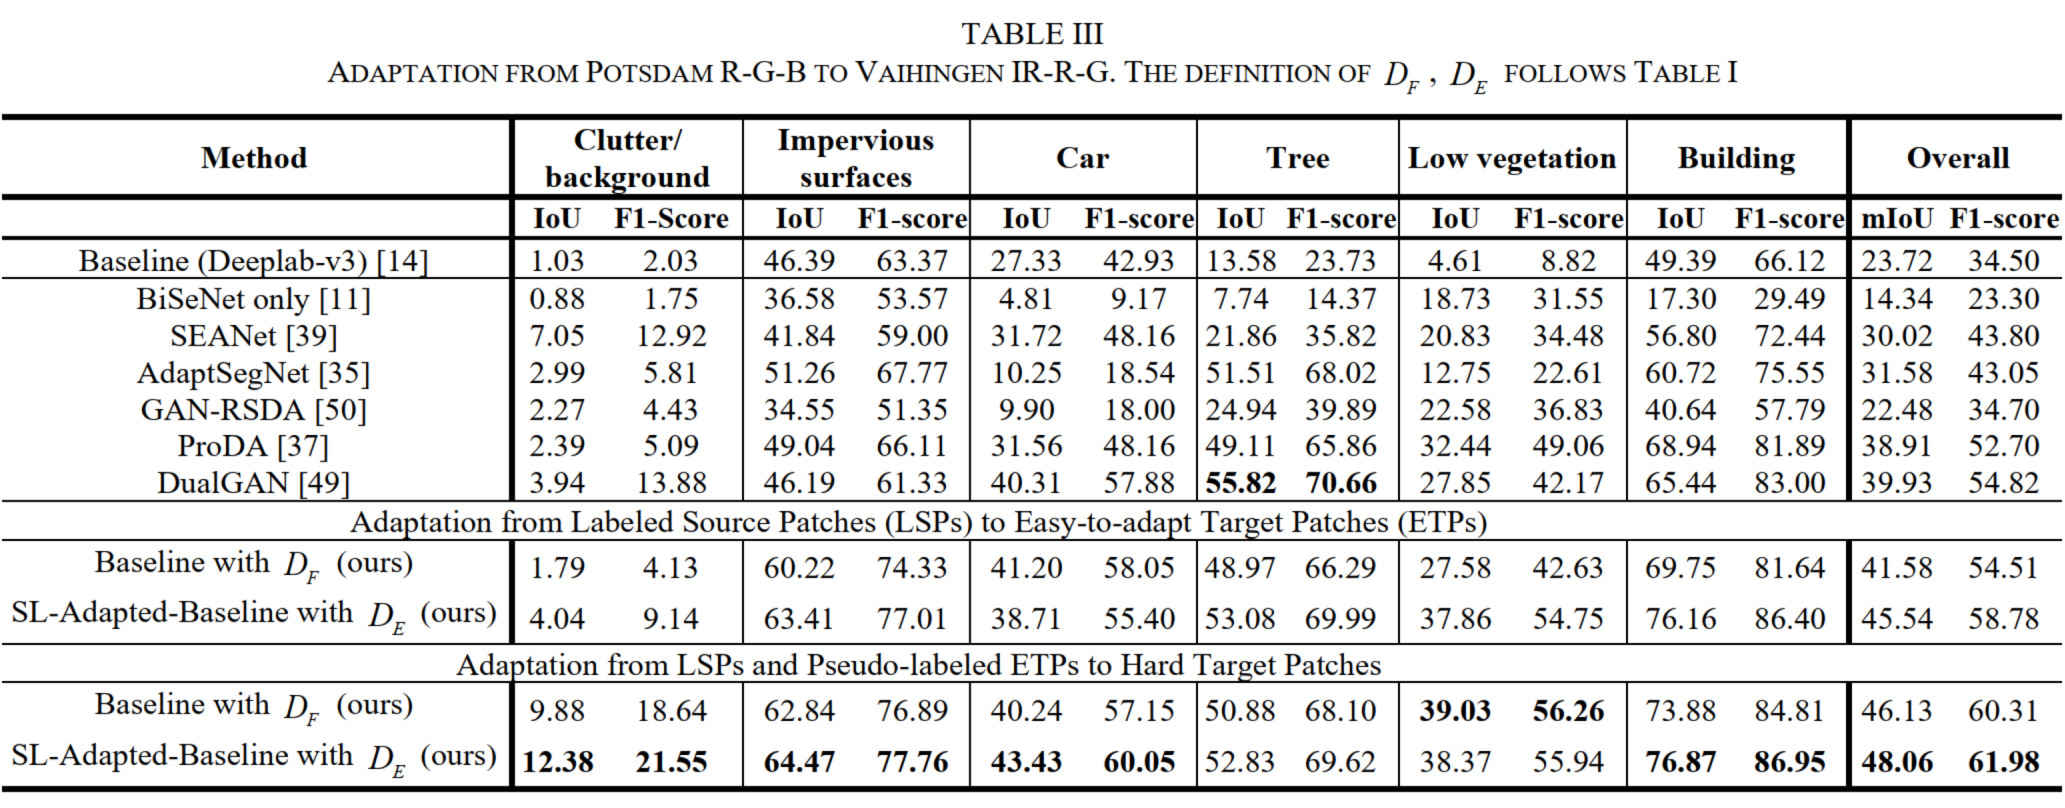 TABLE III
ADAPTATION FROM POTSDAM R-G-B TO VAIHINGEN IR-R-G. THE DEFINITION OF D_F , D_E FOLLOWS TABLE I
Method Clutter/ background Impervious surfaces Car Tree Low vegetation Building Overall
IoU F1-Score IoU F1-score IoU F1-score IoU F1-score IoU F1-score IoU F1-score mIoU F1-score
Baseline (Deeplab-v3) [14] 1.03 2.03 46.39 63.37 27.33 42.93 13.58 23.73 4.61 8.82 49.39 66.12 23.72 34.50
BiSeNet only [11] 0.88 1.75 36.58 53.57 4.81 9.17 7.74 14.37 18.73 31.55 17.30 29.49 14.34 23.30
SEANet [39] 7.05 12.92 41.84 59.00 31.72 48.16 21.86 35.82 20.83 34.48 56.80 72.44 30.02 43.80
AdaptSegNet [35] 2.99 5.81 51.26 67.77 10.25 18.54 51.51 68.02 12.75 22.61 60.72 75.55 31.58 43.05
GAN-RSDA [50] 2.27 4.43 34.55 51.35 9.90 18.00 24.94 39.89 22.58 36.83 40.64 57.79 22.48 34.70
ProDA [37] 2.39 5.09 49.04 66.11 31.56 48.16 49.11 65.86 32.44 49.06 68.94 81.89 38.91 52.70
DualGAN [49] 3.94 13.88 46.19 61.33 40.31 57.88 55.82 70.66 27.85 42.17 65.44 83.00 39.93 54.82
Adaptation from Labeled Source Patches (LSPs) to Easy-to-adapt Target Patches (ETPs)
Baseline with D_F (ours) 1.79 4.13 60.22 74.33 41.20 58.05 48.97 66.29 27.58 42.63 69.75 81.64 41.58 54.51
SL-Adapted-Baseline with D_E (ours) 4.04 9.14 63.41 77.01 38.71 55.40 53.08 69.99 37.86 54.75 76.16 86.40 45.54 58.78
Adaptation from LSPs and Pseudo-labeled ETPs to Hard Target Patches
Baseline with D_F (ours) 9.88 18.64 62.84 76.89 40.24 57.15 50.88 68.10 39.03 56.26 73.88 84.81 46.13 60.31
SL-Adapted-Baseline with D_E (ours) 12.38 21.55 64.47 77.76 43.43 60.05 52.83 69.62 38.37 55.94 76.87 86.95 48.06 61.98